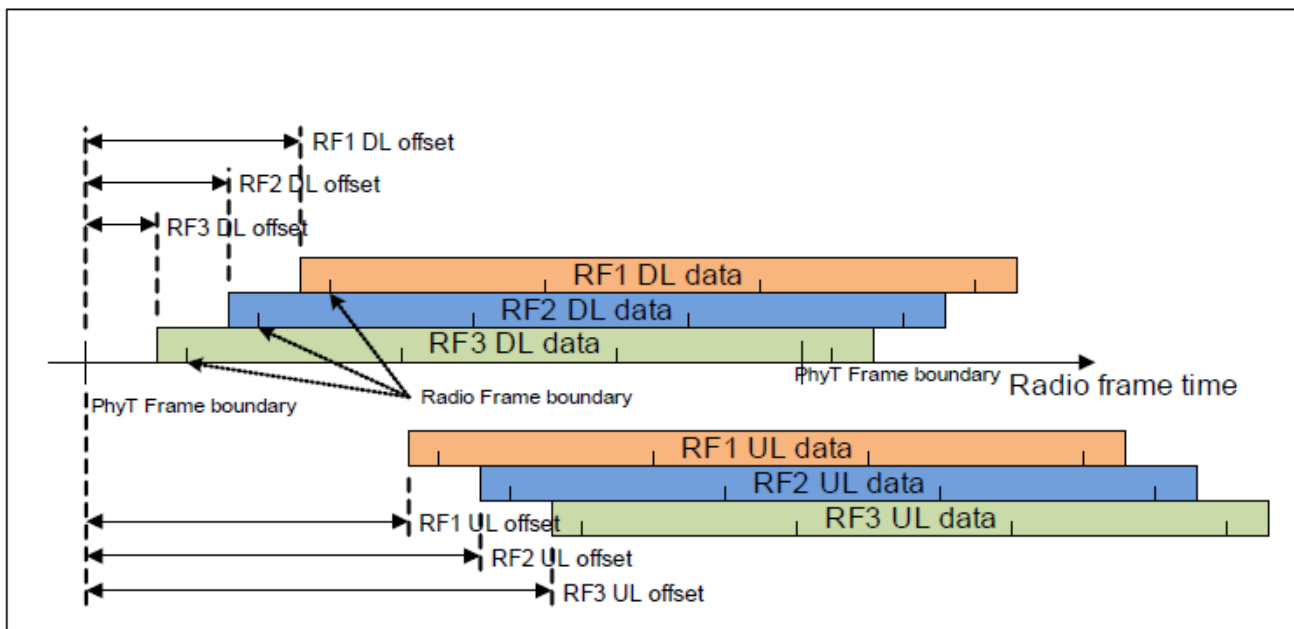 RF1 DL offset
RF2 DL offset
RF3 DL offset
RF1 DL data
RF2 DL data
RF3 DL data
PhyT Frame boundary
Radio frame time
PhyT Frame boundary
Radio Frame boundary
RF1 UL data
RF2 UL data
RF3 UL data
RF1 UL offset
RF2 UL offset
RF3 UL offset